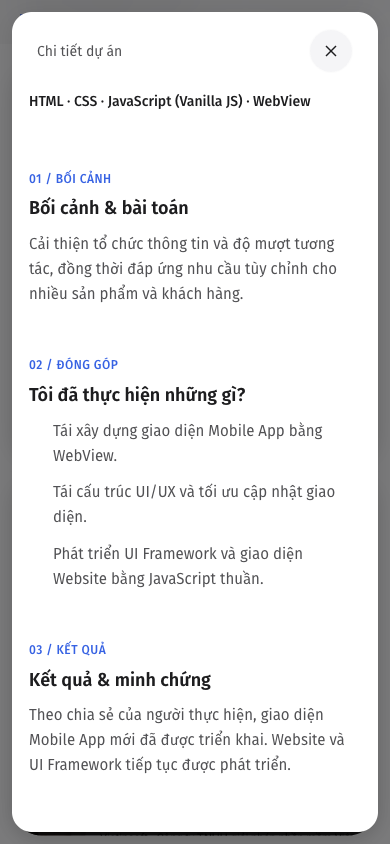 Chi tiết dự án
HTML · CSS · JavaScript (Vanilla JS) · WebView
01 / BỐI CẢNH
Bối cảnh & bài toán
Cải thiện tổ chức thông tin và độ mượt tương
tác, đồng thời đáp ứng nhu cầu tùy chỉnh cho
nhiều sản phẩm và khách hàng.
02 / ĐÓNG GÓP
Tôi đã thực hiện những gì?
Tái xây dựng giao diện Mobile App bằng
WebView.
Tái cấu trúc UI/UX và tối ưu cập nhật giao
diện.
Phát triển UI Framework và giao diện
Website bằng JavaScript thuần.
03 / KẾT QUẢ
Kết quả & minh chứng
Theo chia sẻ của người thực hiện, giao diện
Mobile App mới đã được triển khai. Website và
UI Framework tiếp tục được phát triển.